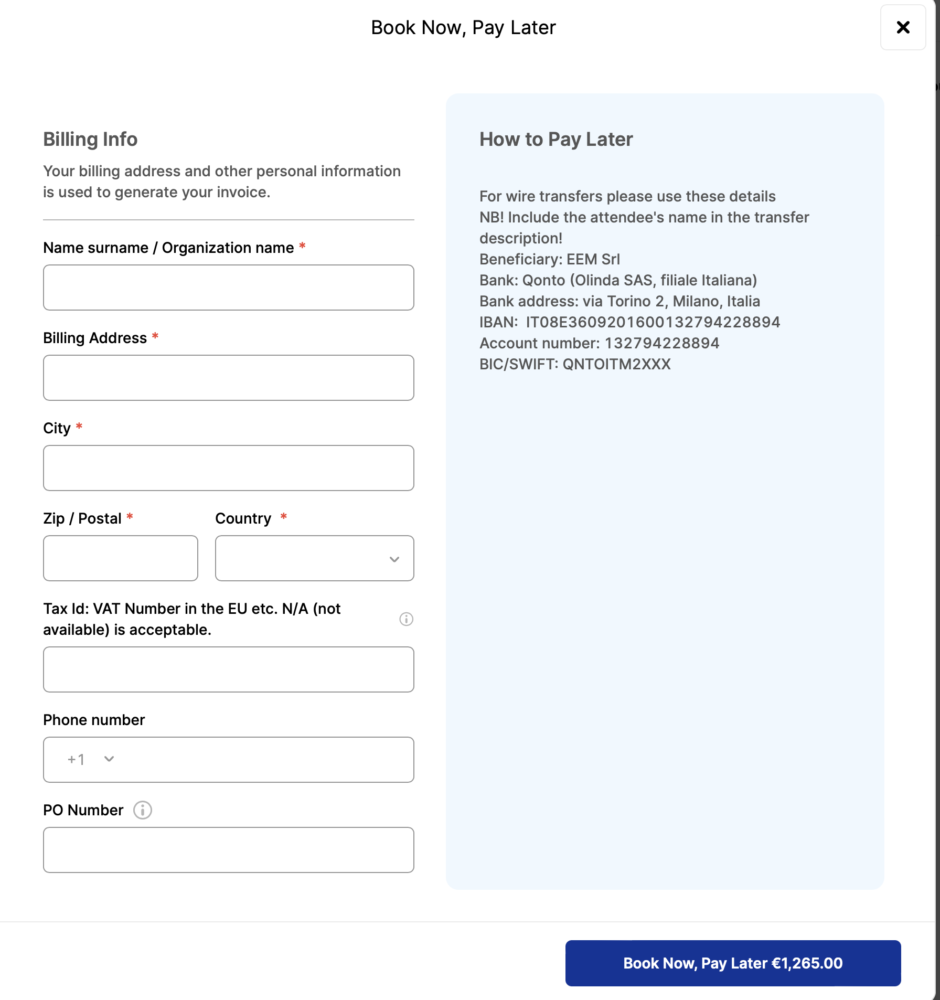 Book Now, Pay Later
Billing Info
Your billing address and other personal information
is used to generate your invoice.
Name surname / Organization name *
Billing Address *
City *
Zip / Postal *
Country *
Tax Id: VAT Number in the EU etc. N/A (not
available) is acceptable.
Phone number
+1
PO Number
How to Pay Later
For wire transfers please use these details
NB! Include the attendee's name in the transfer
description!
Beneficiary: EEM Srl
Bank: Qonto (Olinda SAS, filiale Italiana)
Bank address: via Torino 2, Milano, Italia
IBAN:  IT08E3609201600132794228894
Account number: 132794228894
BIC/SWIFT: QNTOITM2XXX
Book Now, Pay Later €1,265.00